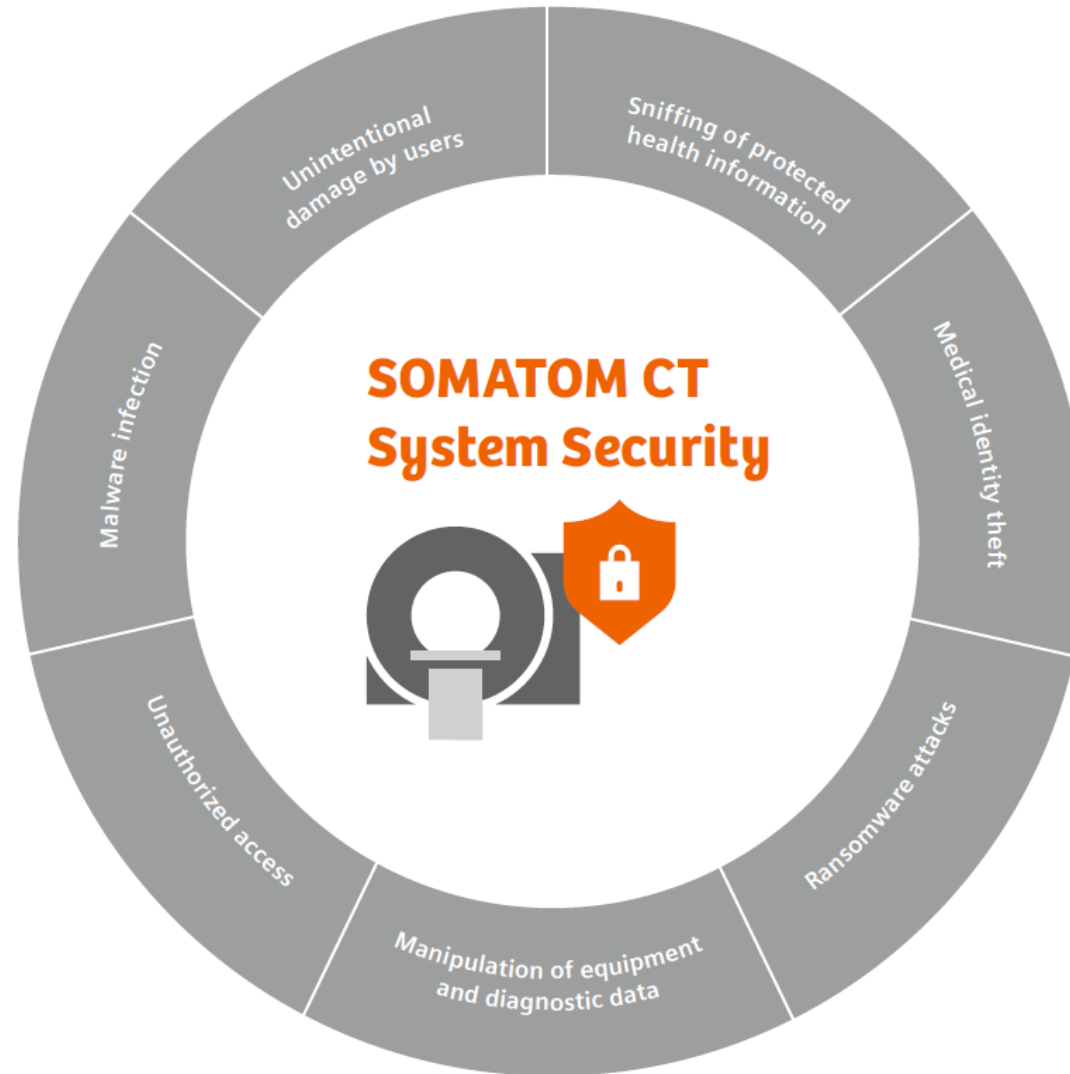 Unintentional
damage by users
Sniffing of protected
health information
Medical identity theft
Ransomware attacks
Manipulation of equipment
and diagnostic data
Unauthorized access
Malware infection
SOMATOM CT
System Security